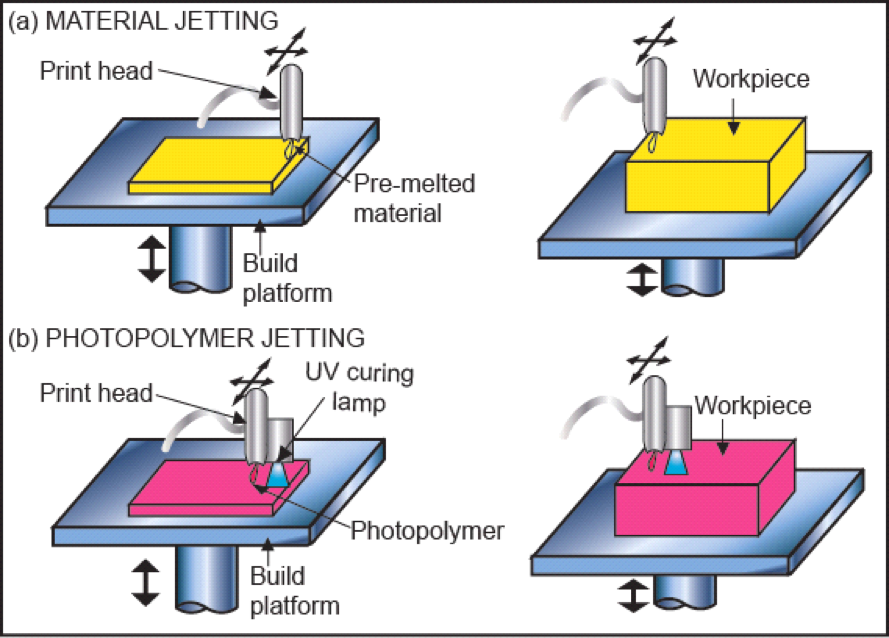 (a) MATERIAL JETTING
Print head
Workpiece
Pre-melted
material
Build
platform
(b) PHOTOPOLYMER JETTING
Print head
UV curing
lamp
Workpiece
Photopolymer
Build
platform